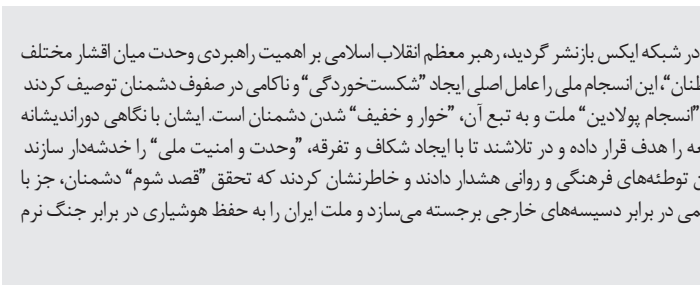 در شبکه ایکس بازنشر گردید، رهبر معظم انقلاب اسلامی بر اهمیت راهبردی وحدت میان اقشار مختلف
”، این انسجام ملی را عامل اصلی ایجاد “شکست‌خوردگی” و ناکامی در صفوف دشمنان توصیف کردند
“انسجام پولادین” ملت و به تبع آن، “خوار و خفیف” شدن دشمنان است. ایشان با نگاهی دوراندیشانه
را هدف قرار داده و در تلاشند تا با ایجاد شکاف و تفرقه، “وحدت و امنیت ملی” را خدشه‌دار سازند
توطئه‌های فرهنگی و روانی هشدار دادند و خاطرنشان کردند که تحقق “قصد شوم” دشمنان، جز با
در برابر دسیسه‌های خارجی برجسته می‌سازد و ملت ایران را به حفظ هوشیاری در برابر جنگ نرم